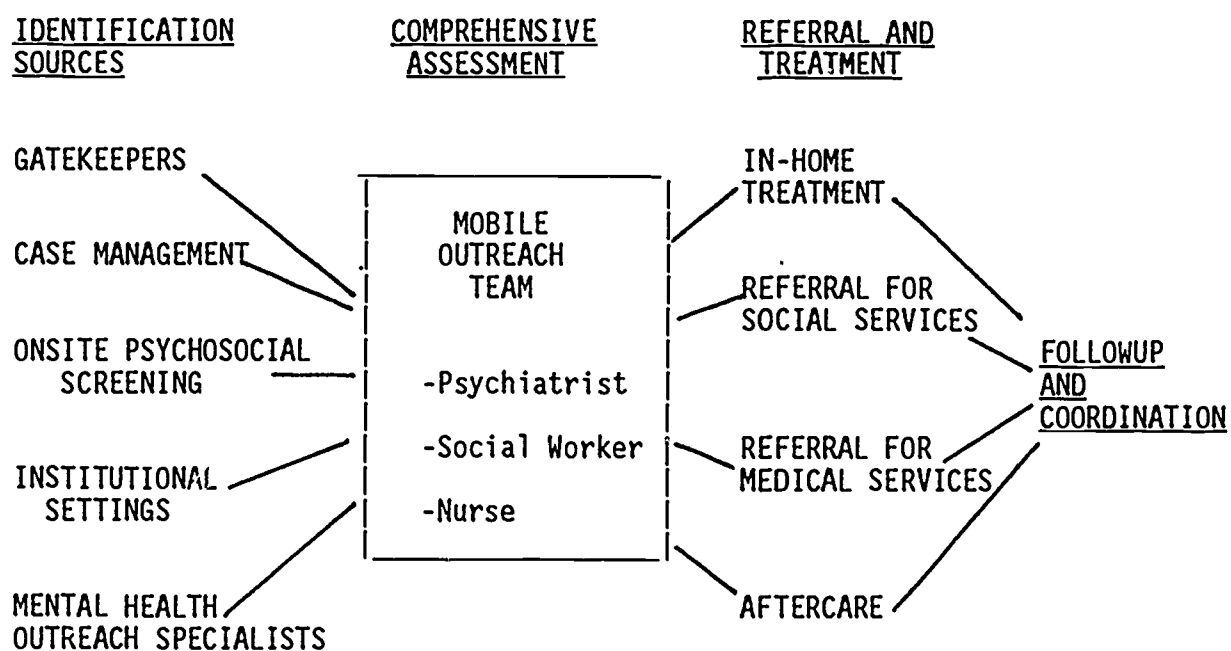 IDENTIFICATION
SOURCES
COMPREHENSIVE
ASSESSMENT
REFERRAL AND
TREATMENT
GATEKEEPERS
CASE MANAGEMENT
ONSITE PSYCHOSOCIAL
SCREENING
INSTITUTIONAL
SETTINGS
MENTAL HEALTH
OUTREACH SPECIALISTS
MOBILE
OUTREACH
TEAM
-Psychiatrist
-Social Worker
-Nurse
IN-HOME
TREATMENT
REFERRAL FOR
SOCIAL SERVICES
REFERRAL FOR
MEDICAL SERVICES
AFTERCARE
FOLLOWUP
AND
COORDINATION